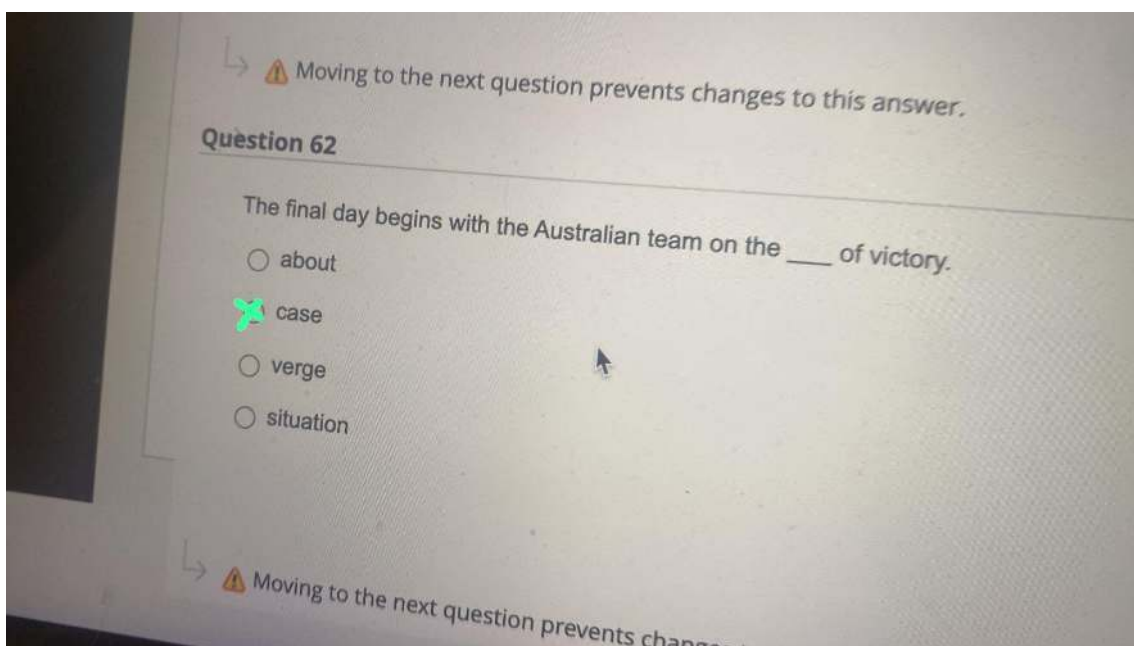 Moving to the next question prevents changes to this answer.
Question 62
The final day begins with the Australian team on the ____ of victory.
about
case
verge
situation
Moving to the next question prevents